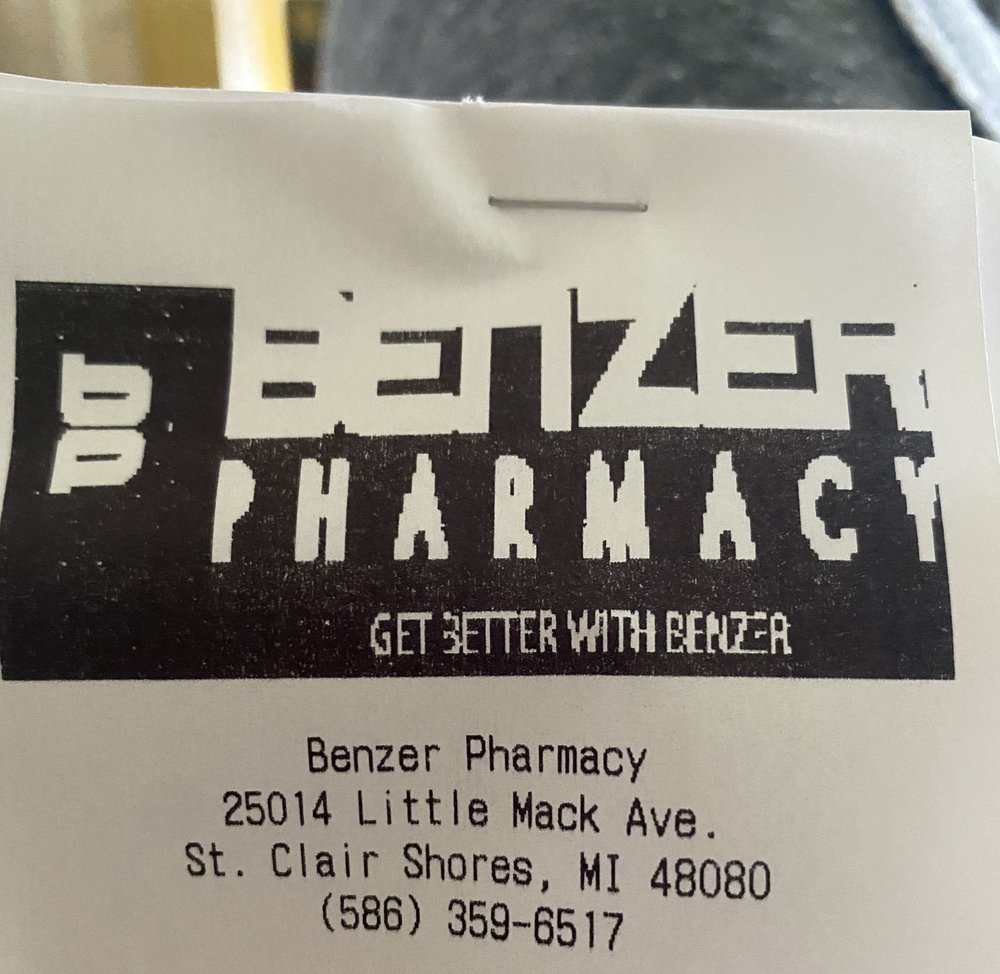 bp
BENZER
PHARMACY
GET BETTER WITH BENZER
Benzer Pharmacy
25014 Little Mack Ave.
St. Clair Shores, MI 48080
(586) 359-6517